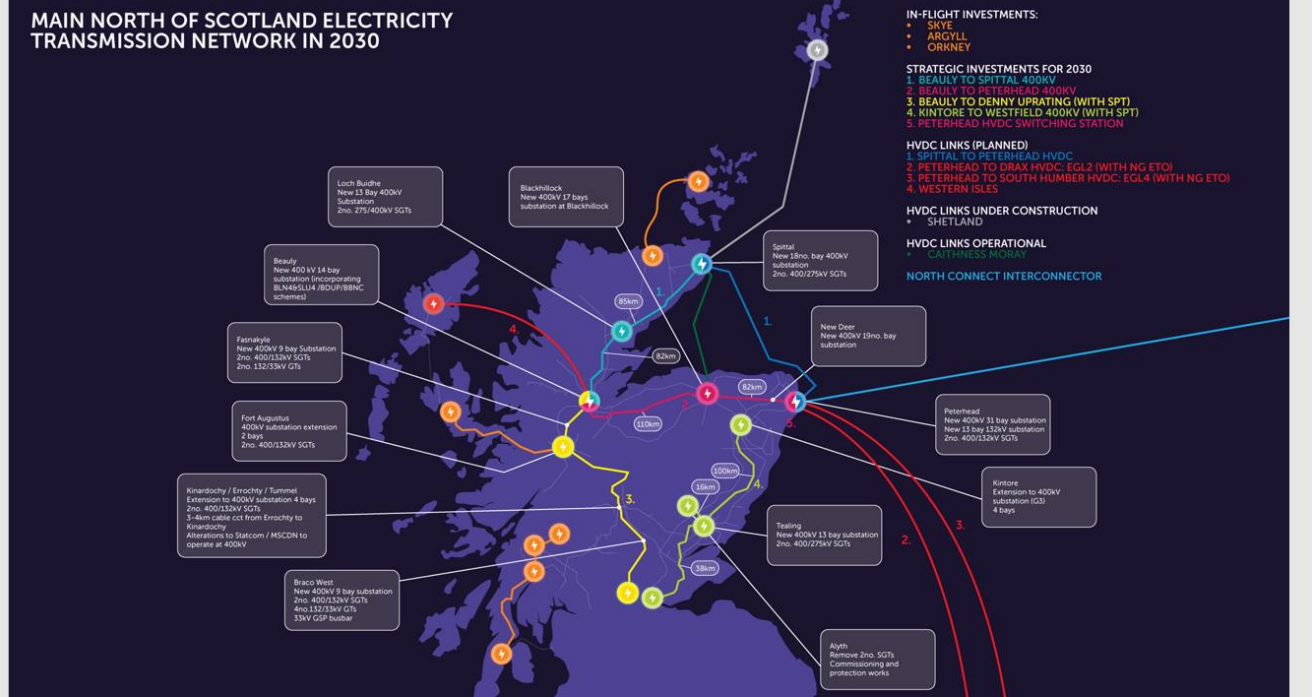 MAIN NORTH OF SCOTLAND ELECTRICITY
TRANSMISSION NETWORK IN 2030
IN-FLIGHT INVESTMENTS:
• SKYE
• ARGYLL
• ORKNEY
STRATEGIC INVESTMENTS FOR 2030
1. BEAULY TO SPITTAL 400KV
2. BEAULY TO PETERHEAD 400KV
3. BEAULY TO DENNY UPRATING (WITH SPT)
4. KINTORE TO WESTFIELD 400KV (WITH SPT)
5. PETERHEAD HVDC SWITCHING STATION
HVDC LINKS (PLANNED)
1. SPITTAL TO PETERHEAD HVDC
2. PETERHEAD TO DRAX HVDC: EGL2 (WITH NG ETO)
3. PETERHEAD TO SOUTH HUMBER HVDC: EGL4 (WITH NG ETO)
4. WESTERN ISLES
HVDC LINKS UNDER CONSTRUCTION
• SHETLAND
HVDC LINKS OPERATIONAL
• CAITHNESS MORAY
NORTH CONNECT INTERCONNECTOR
Loch Buidhe
New 13 Bay 400kV
Substation
2no. 275/400kV SGTs
Blackhillock
New 400kV 17 bays
substation at Blackhillock
Beauly
New 400 kV 14 bay
substation (incorporating
BLN4&SLU4 /BDUP/BBNC
schemes)
Spittal
New 18no. bay 400kV
substation
2no. 400/275kV SGTs
Fasnakyle
New 400kV 9 bay Substation
2no. 400/132kV SGTs
2no. 132/33kV GTs
New Deer
New 400kV 19no. bay
substation
Fort Augustus
400kV substation extension
2 bays
2no. 400/132kV SGTs
Peterhead
New 400kV 31 bay substation
New 13 bay 132kV substation
2no. 400/132kV SGTs
Kinardochy / Errochty / Tummel
Extension to 400kV substation 4 bays
2no. 400/132kV SGTs
3-4km cable cct from Errochty to
Kinardochy
Alterations to Statcom / MSCDN to
operate at 400kV
Kintore
Extension to 400kV
substation (G3)
4 bays
Tealing
New 400kV 13 bay substation
2no. 400/275kV SGTs
Braco West
New 400kV 9 bay substation
2no. 400/132kV SGTs
4no.132/33kV GTs
33kV GSP busbar
Alyth
Remove 2no. SGTs
Commissioning and
protection works
1.
85km
1.
4.
82km
82km
2.
110km
5.
100km
4.
16km
3.
38km
3.
2.